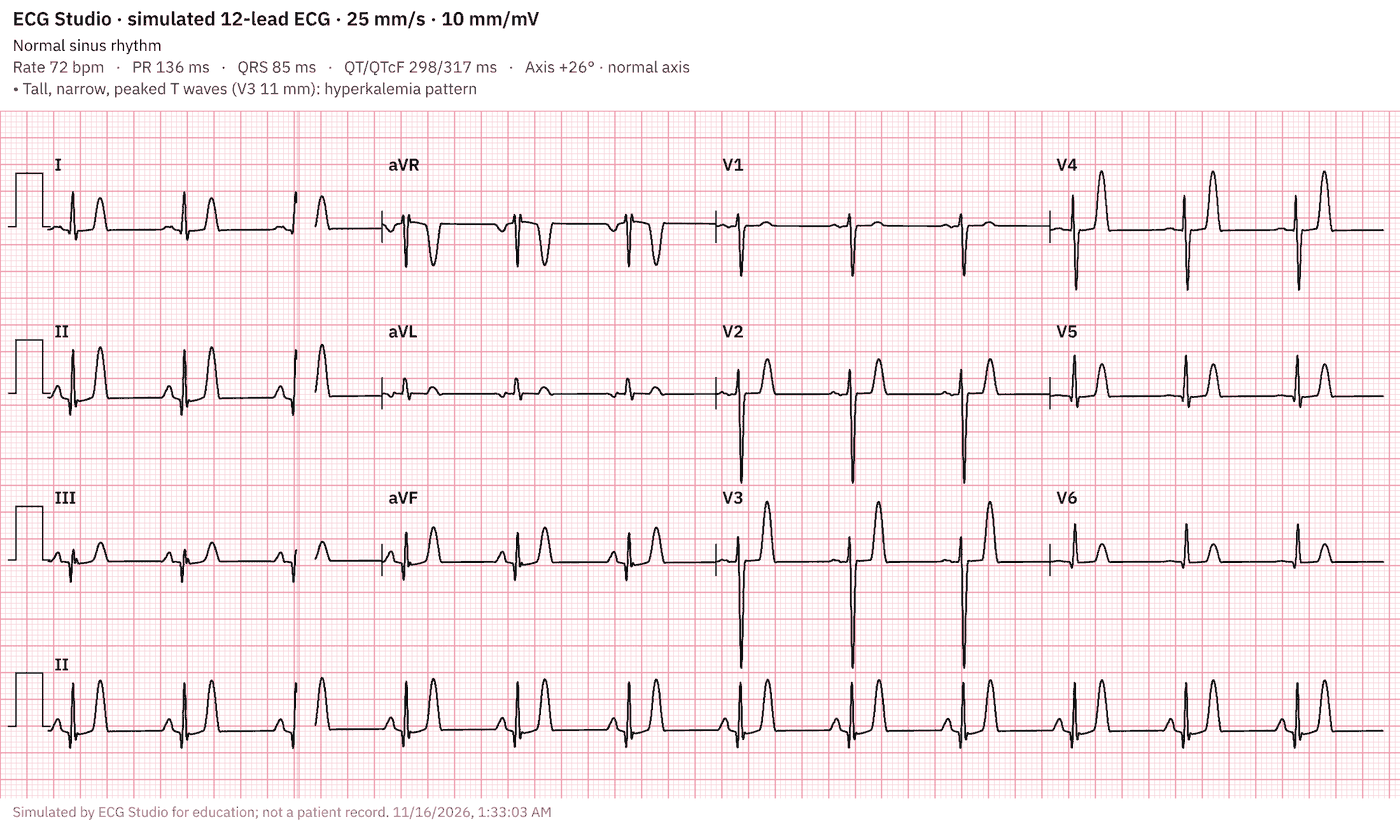 ECG Studio · simulated 12-lead ECG · 25 mm/s · 10 mm/mV
Normal sinus rhythm
Rate 72 bpm · PR 136 ms · QRS 85 ms · QT/QTcF 298/317 ms · Axis +26° · normal axis
• Tall, narrow, peaked T waves (V3 11 mm): hyperkalemia pattern
I aVR V1 V4
II aVL V2 V5
III aVF V3 V6
II
Simulated by ECG Studio for education; not a patient record. 11/16/2026, 1:33:03 AM